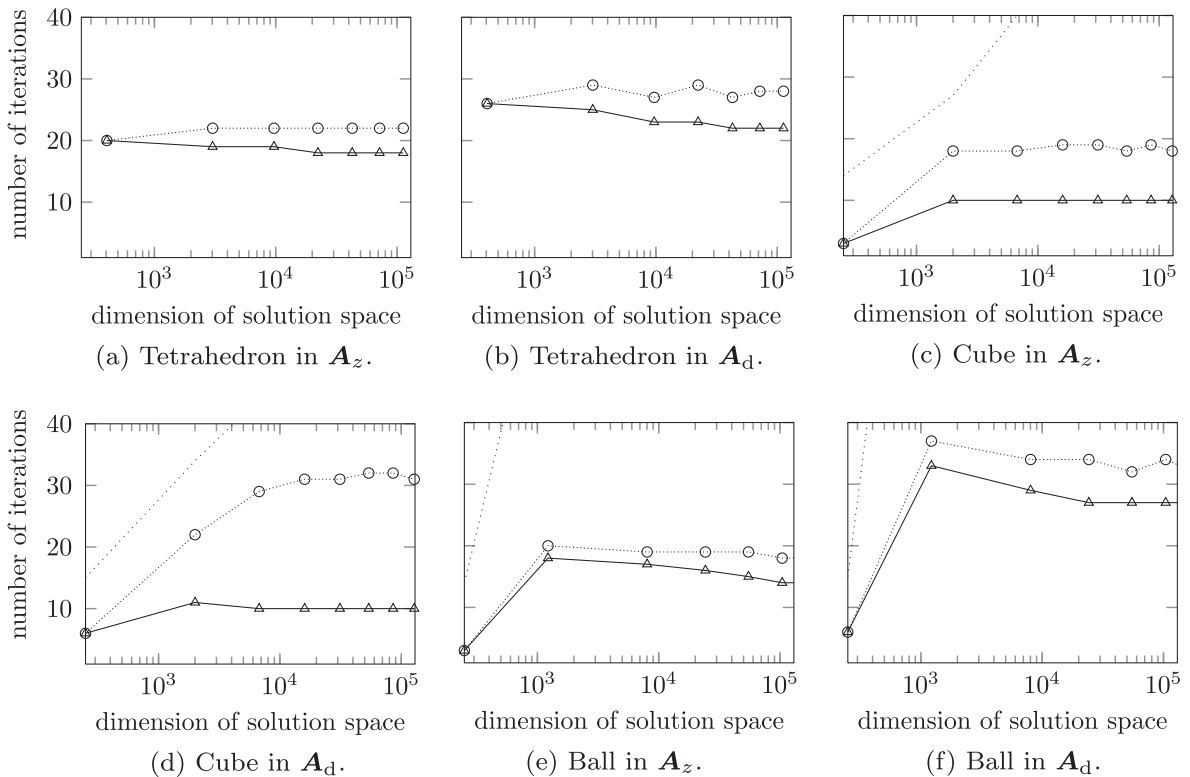 number of iterations
40
30
20
10
10³ 10⁴ 10⁵
dimension of solution space
(a) Tetrahedron in A_z.
10³ 10⁴ 10⁵
dimension of solution space
(b) Tetrahedron in A_d.
10³ 10⁴ 10⁵
dimension of solution space
(c) Cube in A_z.
number of iterations
40
30
20
10
10³ 10⁴ 10⁵
dimension of solution space
(d) Cube in A_d.
10³ 10⁴ 10⁵
dimension of solution space
(e) Ball in A_z.
10³ 10⁴ 10⁵
dimension of solution space
(f) Ball in A_d.